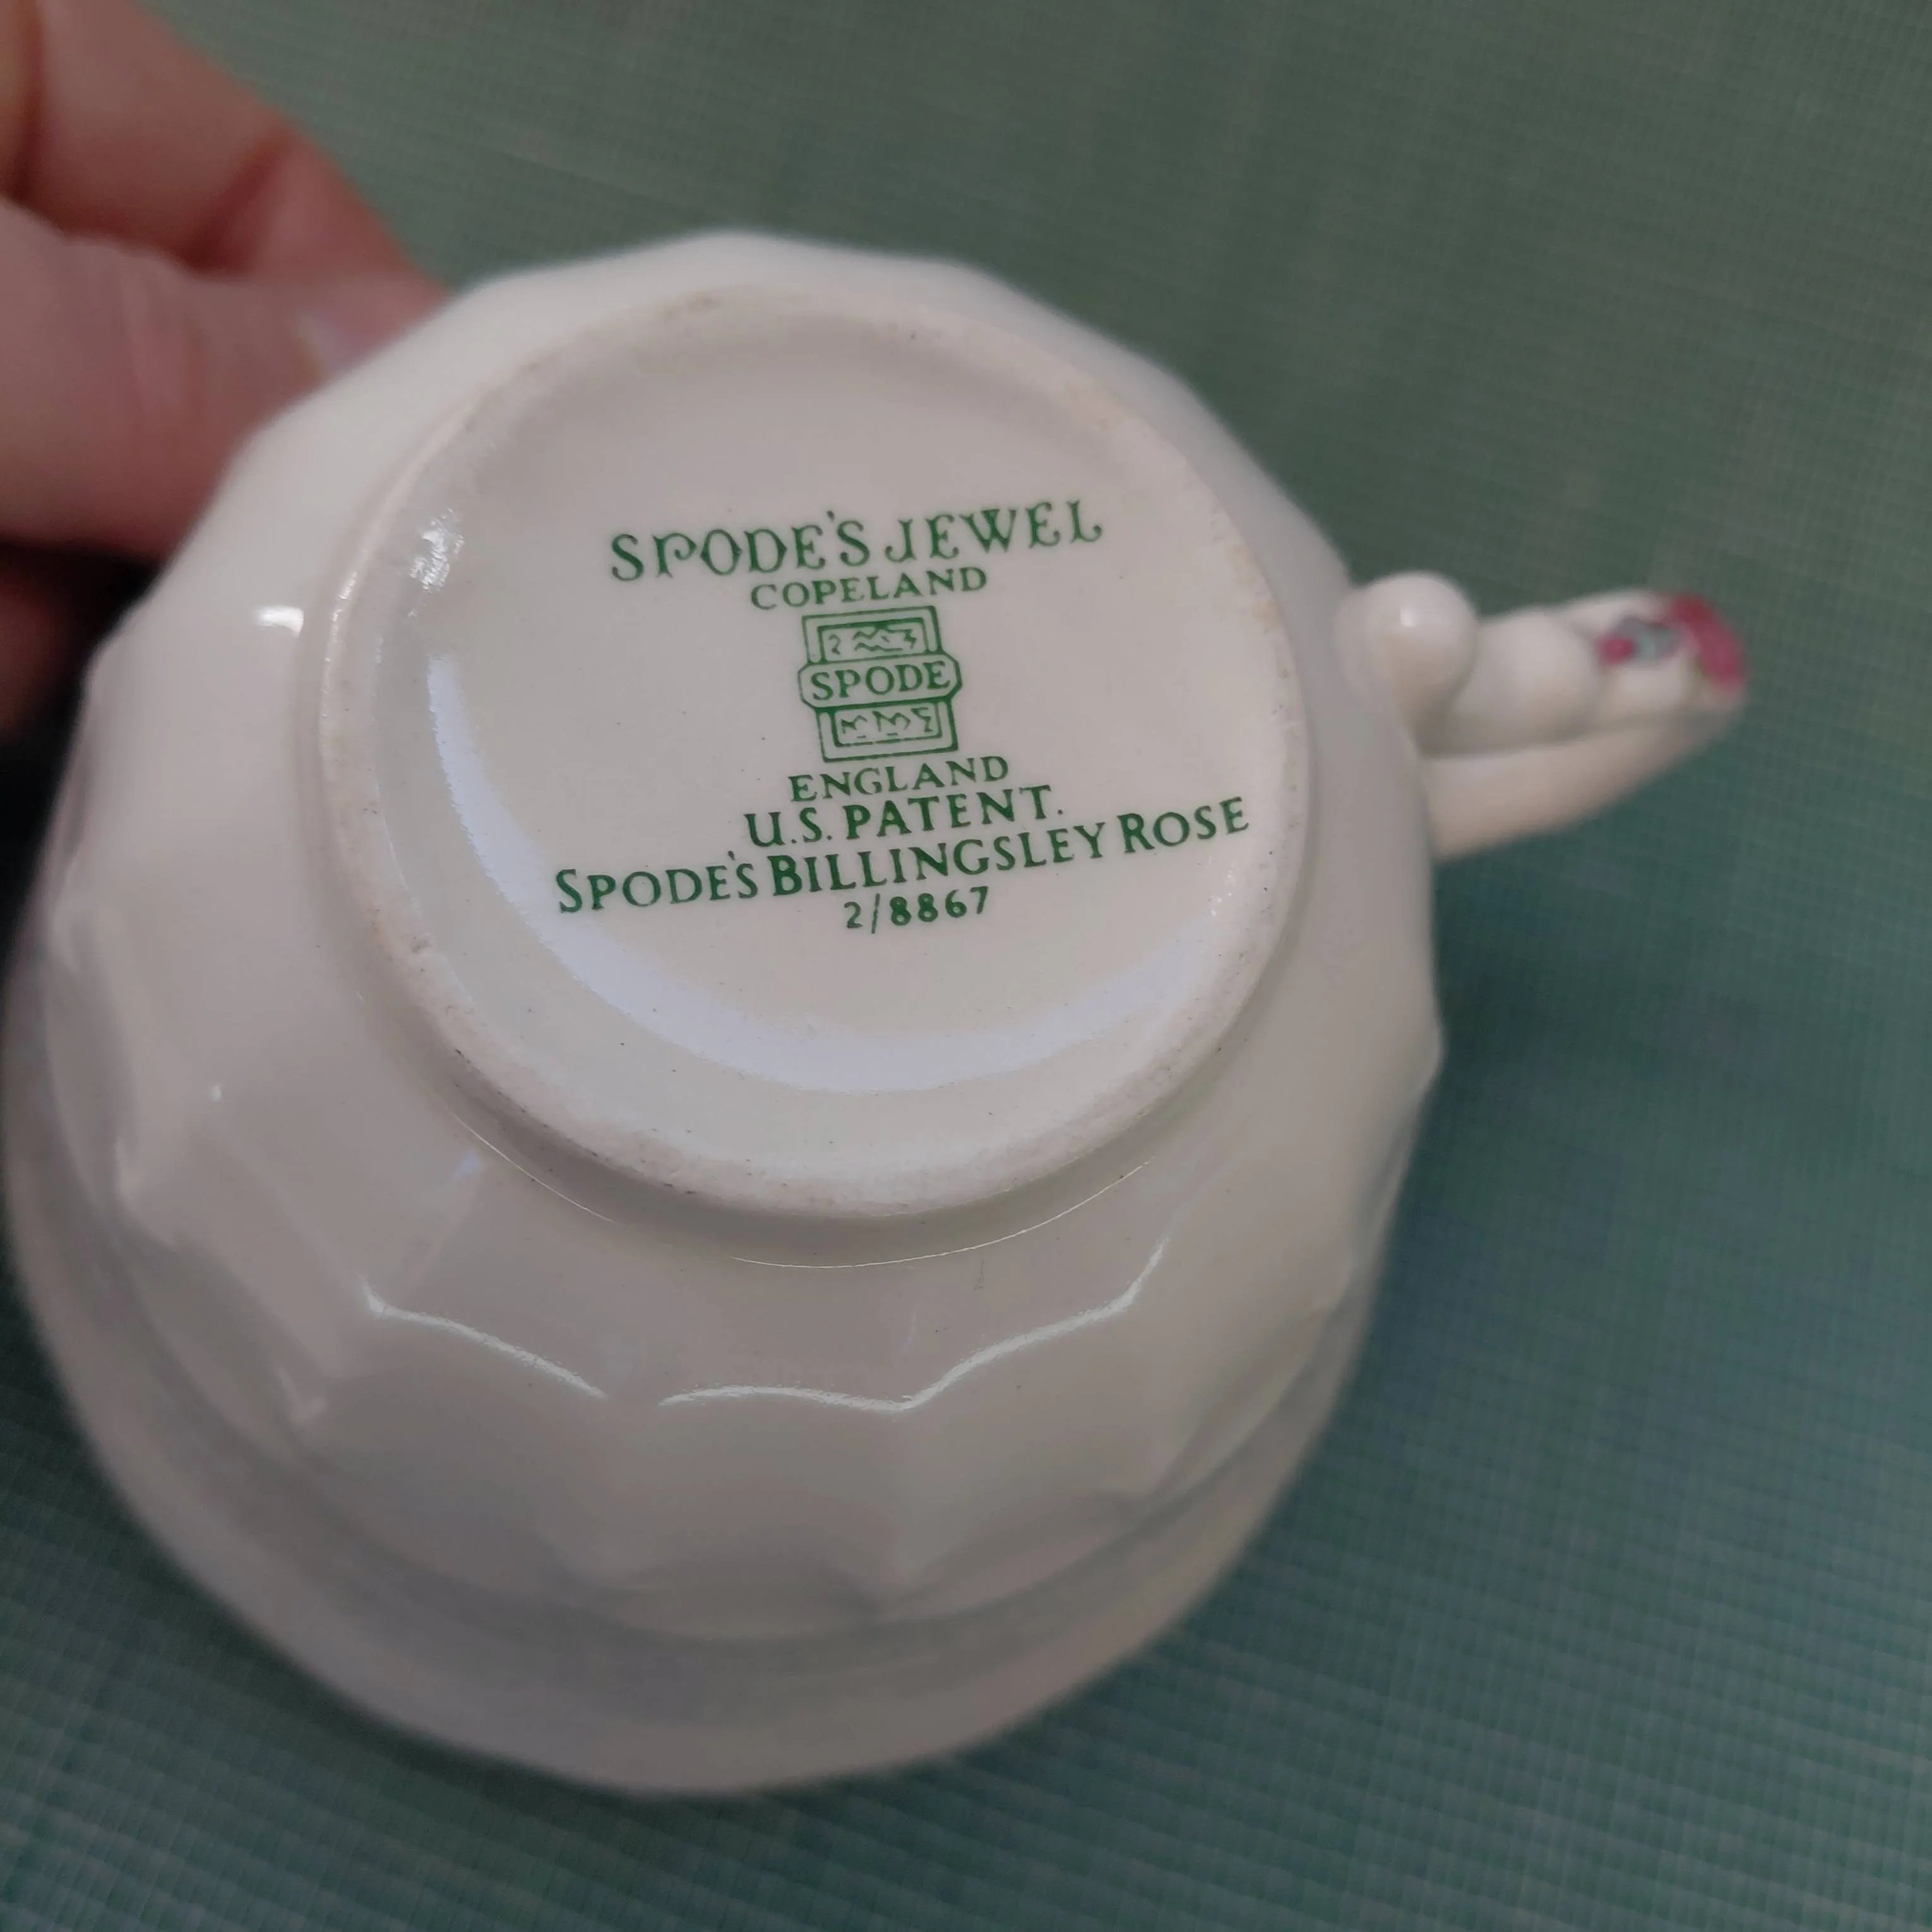 SPODE'S JEWEL
COPELAND
SPODE
ENGLAND
U.S. PATENT.
SPODE'S BILLINGSLEY ROSE
2/8867